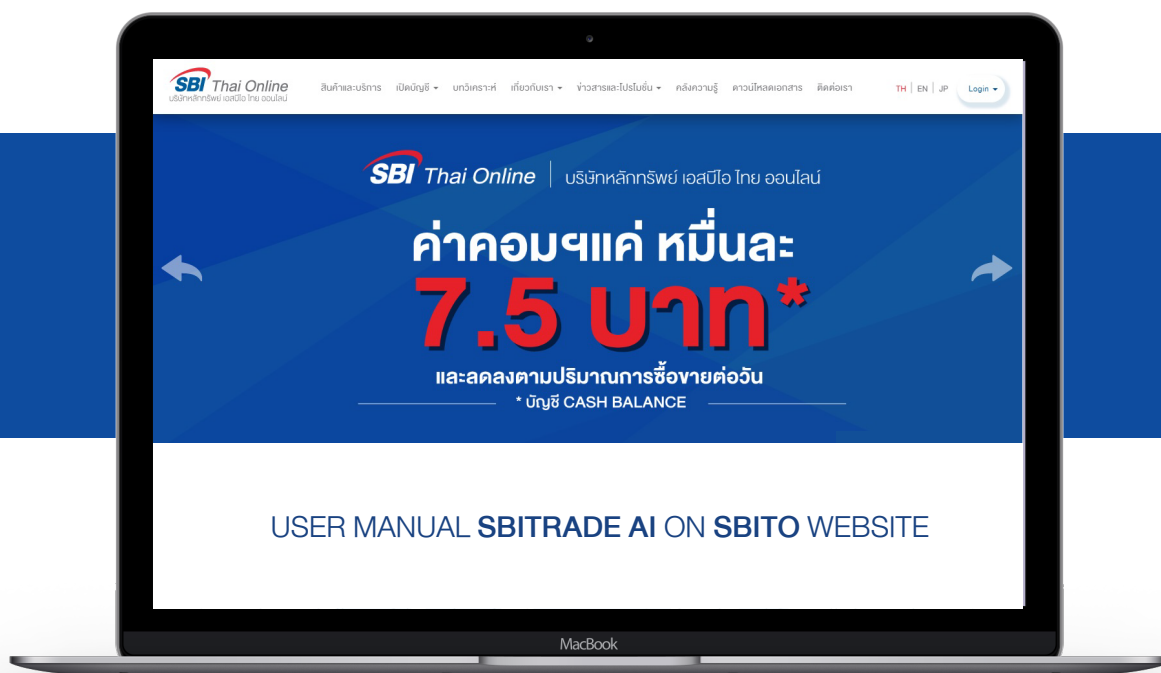 SBI Thai Online
บริษัทหลักทรัพย์ เอสบีไอ ไทย ออนไลน์
สินค้าและบริการ เปิดบัญชี บทวิเคราะห์ เกี่ยวกับเรา ข่าวสารและโปรโมชั่น คลังความรู้ ดาวน์โหลดเอกสาร ติดต่อเรา TH | EN | JP Login
SBI Thai Online | บริษัทหลักทรัพย์ เอสบีไอ ไทย ออนไลน์
ค่าคอมฯแค่ หมื่นละ
7.5 บาท*
และลดลงตามปริมาณการซื้อขายต่อวัน
* บัญชี CASH BALANCE
USER MANUAL SBITRADE AI ON SBITO WEBSITE
MacBook